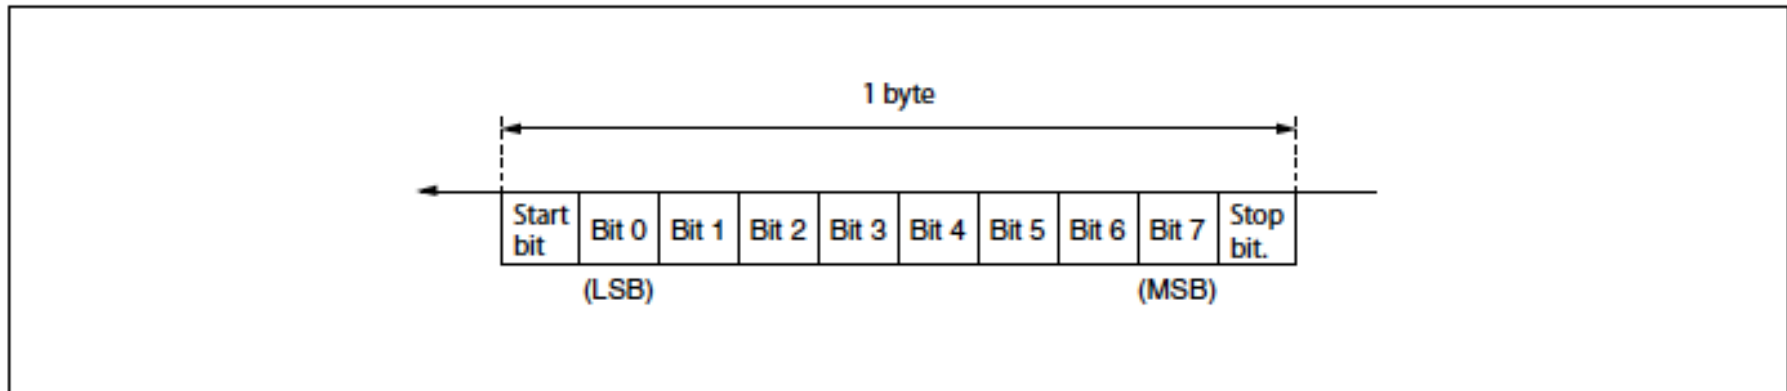 1 byte
Start bit
Bit 0
Bit 1
Bit 2
Bit 3
Bit 4
Bit 5
Bit 6
Bit 7
Stop bit.
(LSB)
(MSB)